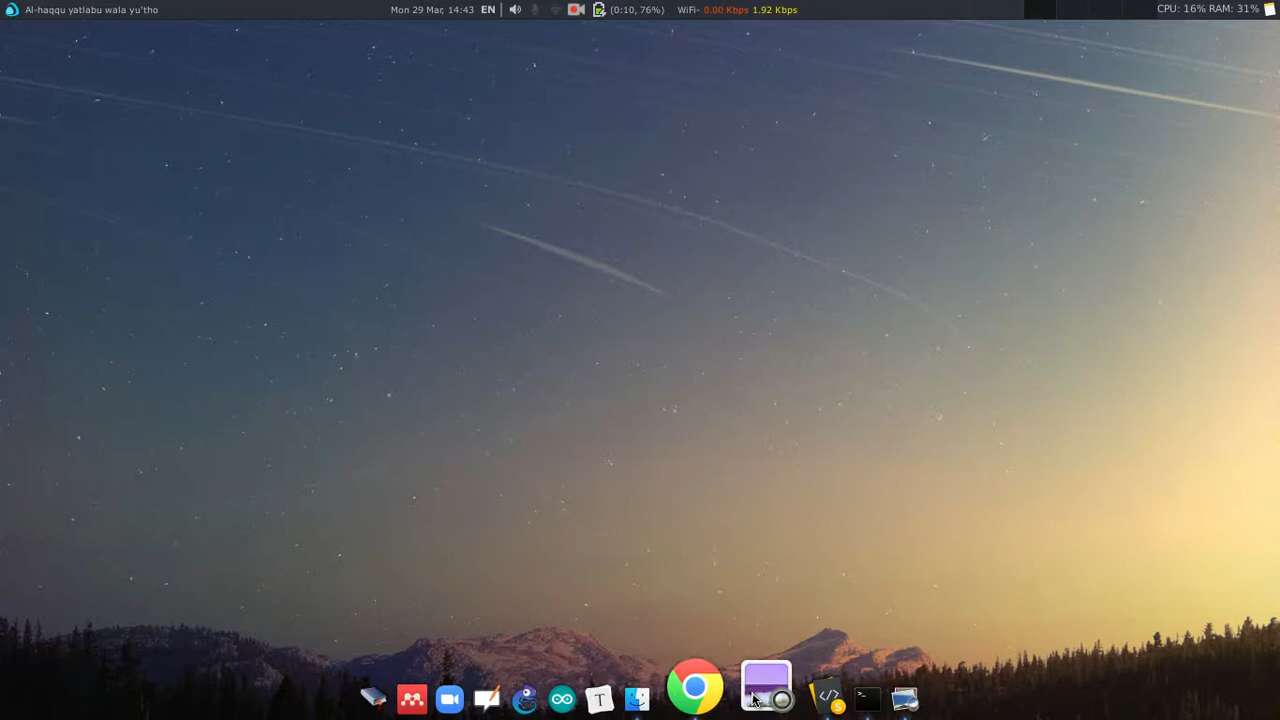 Al-haqqu yatlabu wala yu'tho
Mon 29 Mar, 14:43 EN (0:10, 76%) WiFi- 0.00 Kbps 1.92 Kbps
CPU: 16% RAM: 31%
T </> S >_